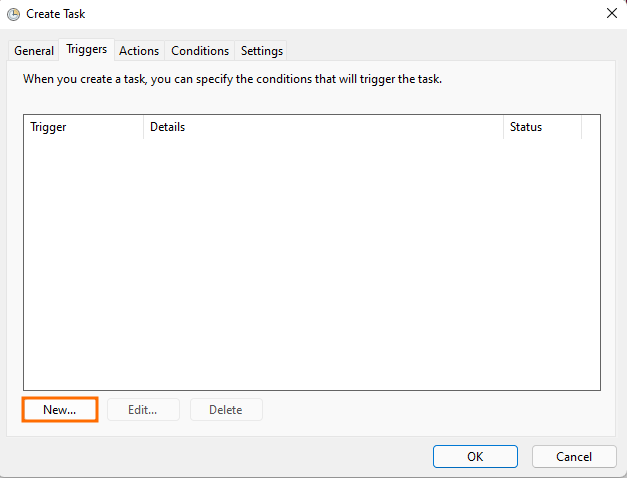 Create Task
General Triggers Actions Conditions Settings
When you create a task, you can specify the conditions that will trigger the task.
Trigger Details Status
New... Edit... Delete
OK Cancel